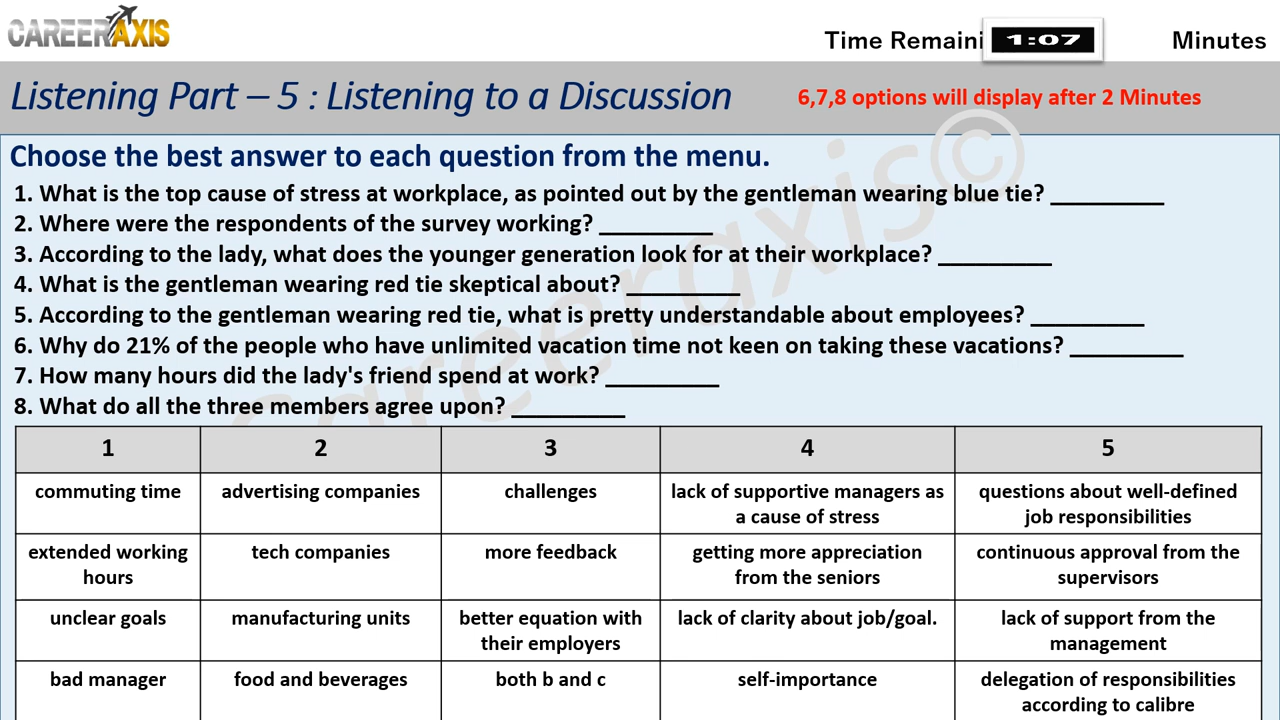 CAREERAXIS
Time Remaini 1:07 Minutes
Listening Part – 5 : Listening to a Discussion
6,7,8 options will display after 2 Minutes
Choose the best answer to each question from the menu.
1. What is the top cause of stress at workplace, as pointed out by the gentleman wearing blue tie? __________
2. Where were the respondents of the survey working? __________
3. According to the lady, what does the younger generation look for at their workplace? __________
4. What is the gentleman wearing red tie skeptical about? __________
5. According to the gentleman wearing red tie, what is pretty understandable about employees? __________
6. Why do 21% of the people who have unlimited vacation time not keen on taking these vacations? __________
7. How many hours did the lady's friend spend at work? __________
8. What do all the three members agree upon? __________
careeraxis©
1 2 3 4 5
commuting time
advertising companies
challenges
lack of supportive managers as
a cause of stress
questions about well-defined
job responsibilities
extended working
hours
tech companies
more feedback
getting more appreciation
from the seniors
continuous approval from the
supervisors
unclear goals
manufacturing units
better equation with
their employers
lack of clarity about job/goal.
lack of support from the
management
bad manager
food and beverages
both b and c
self-importance
delegation of responsibilities
according to calibre